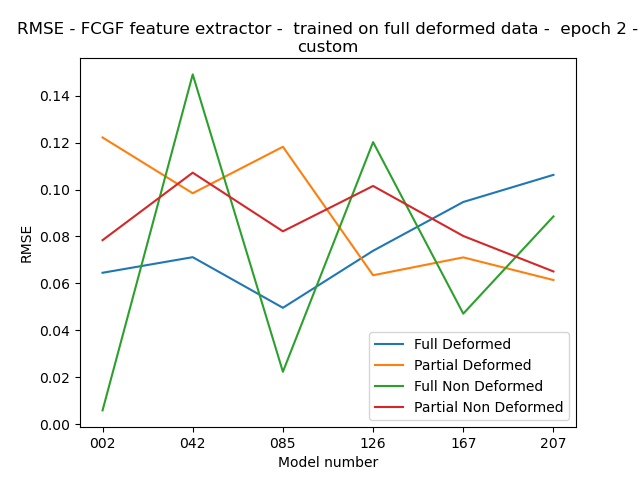 RMSE - FCGF feature extractor -  trained on full deformed data -  epoch 2 -
custom
0.14
0.12
0.10
0.08
0.06
0.04
0.02
0.00
RMSE
Full Deformed
Partial Deformed
Full Non Deformed
Partial Non Deformed
002 042 085 126 167 207
Model number